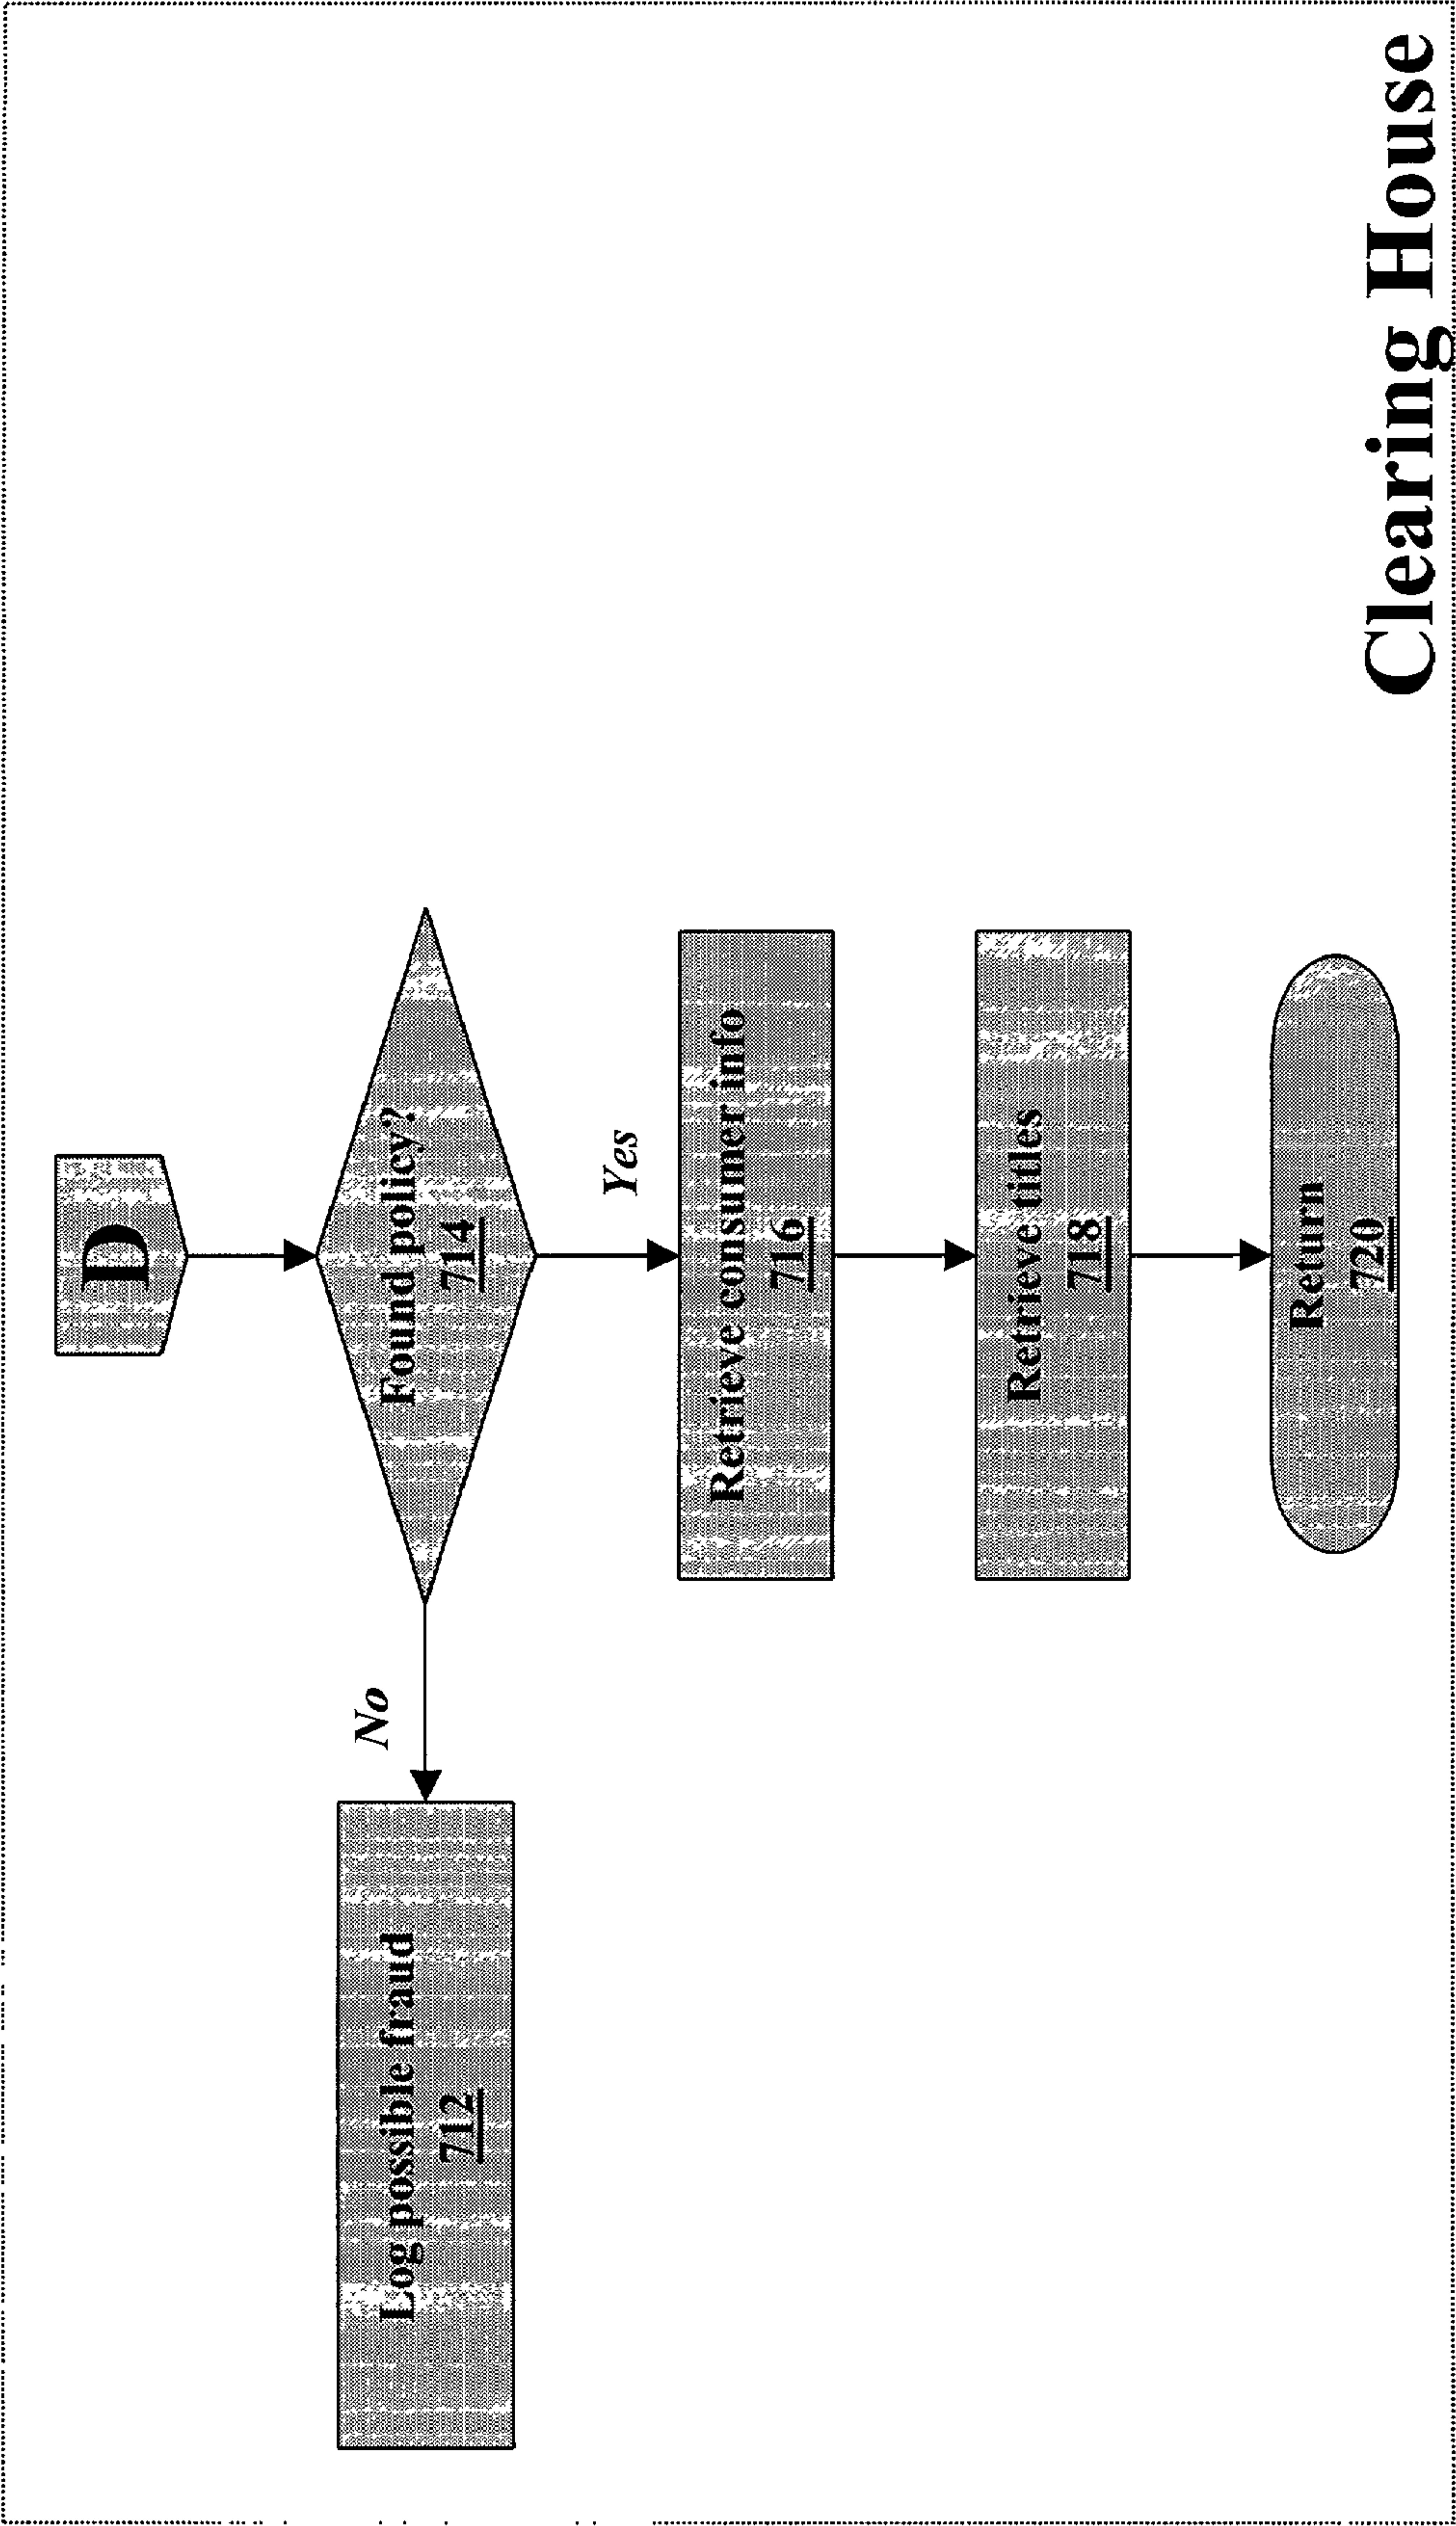 D
Found policy?
714
No
Log possible fraud
712
Yes
Retrieve consumer info
716
Retrieve titles
718
Return
720
Clearing House